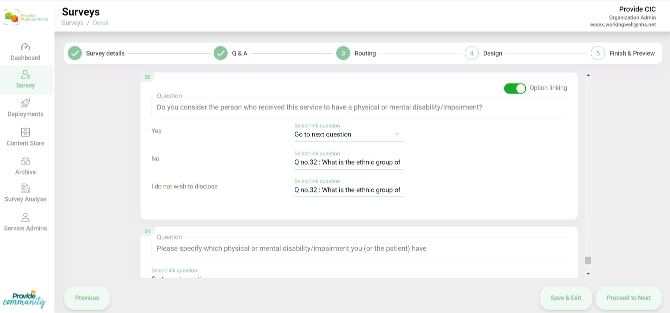 Provide
Surveys
Surveys / Detail
Provide CIC
Organization Admin
essex.workingwell@nhs.net
Survey details
Q & A
3 Routing
4 Design
5 Finish & Preview
Dashboard
Survey
Deployments
Content Store
Archive
Survey Analyse
Service Admins
30
Option linking
Question
Do you consider the person who received this service to have a physical or mental disability/impairment?
Yes
Select link question
Go to next question
No
Select link question
Q no.32 : What is the ethnic group of
I do not wish to disclose
Select link question
Q no.32 : What is the ethnic group of
31
Question
Please specify which physical or mental disability/impairment you (or the patient) have
Select link question
Provide
community
Previous
Save & Exit
Proceed to Next